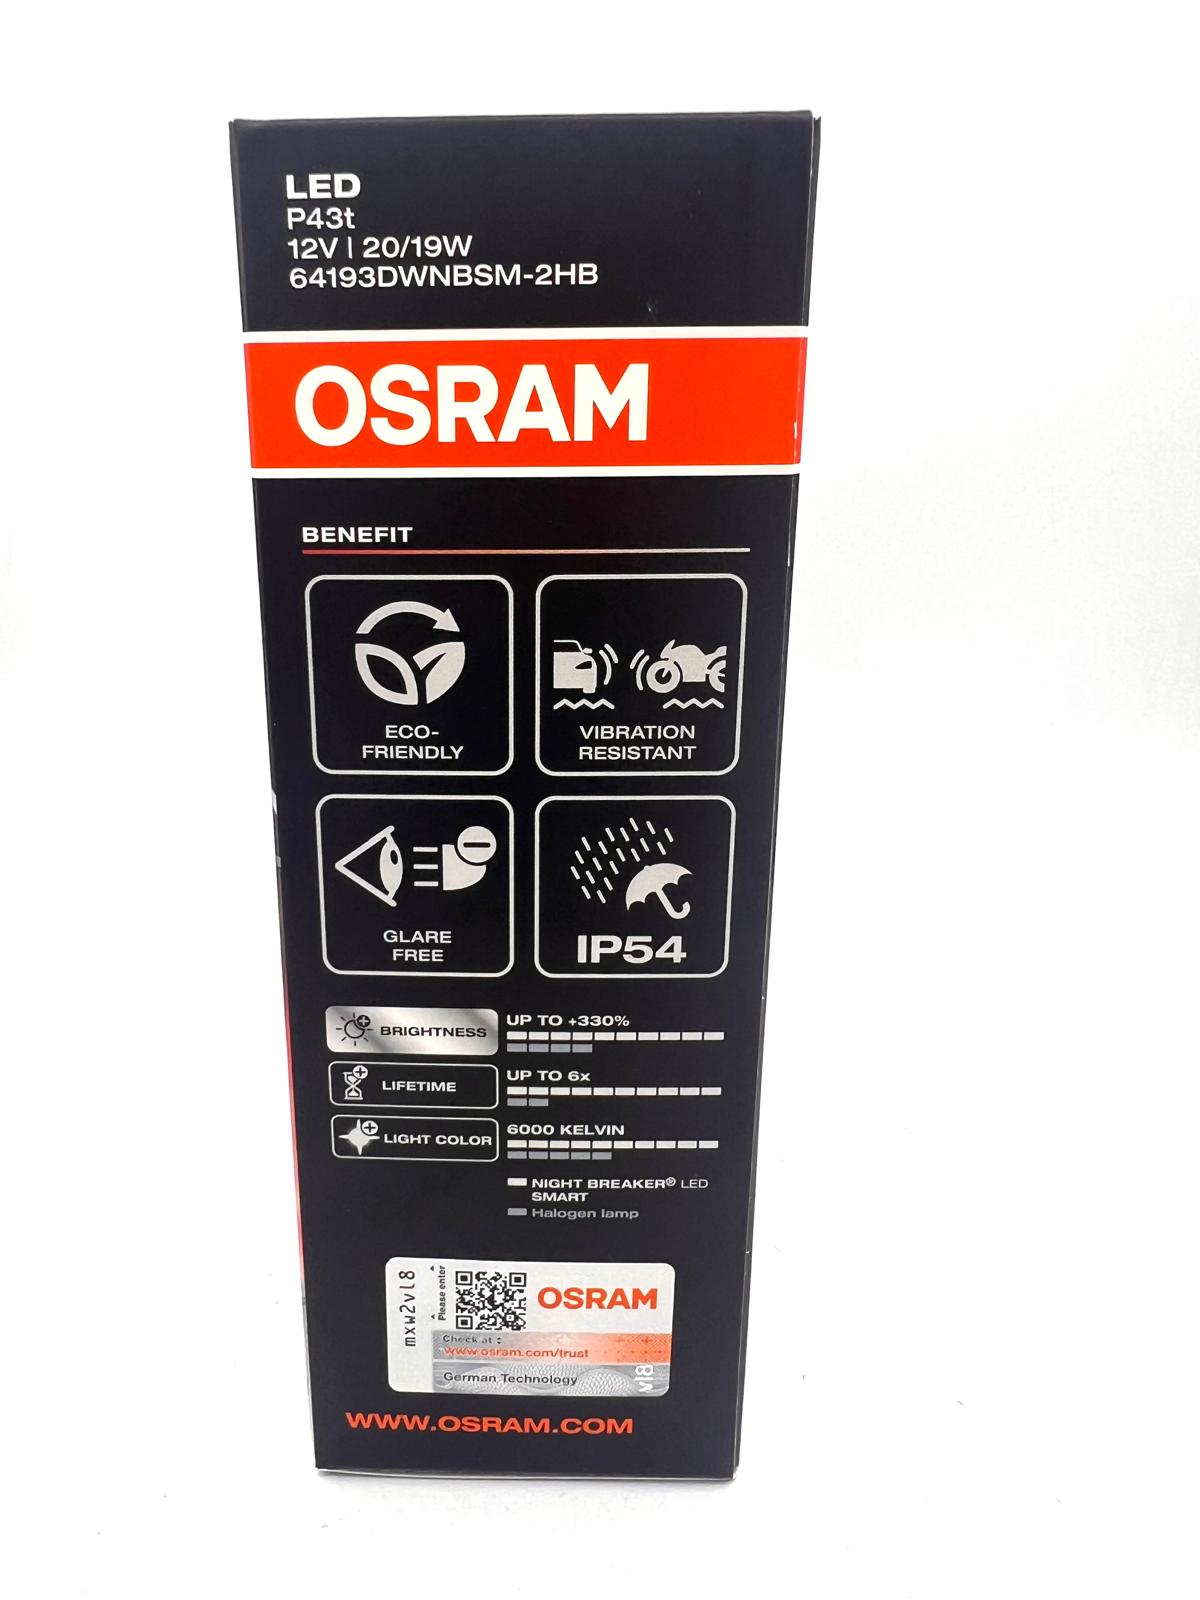 LED
P43t
12V | 20/19W
64193DWNBSM-2HB
OSRAM
BENEFIT
ECO-
FRIENDLY
VIBRATION
RESISTANT
GLARE
FREE
IP54
BRIGHTNESS
UP TO +330%
LIFETIME
UP TO 6x
LIGHT COLOR
6000 KELVIN
NIGHT BREAKER® LED
SMART
Halogen lamp
mxw2vl8
Please enter
OSRAM
Check at :
www.osram.com/trust
German Technology
vl8
WWW.OSRAM.COM